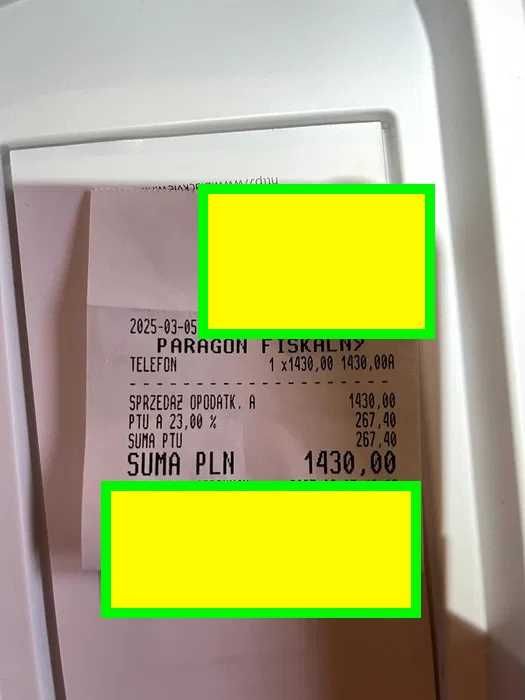 2025-03-05
PARAGON FISKALNY
TELEFON 1 x1430,00 1430,00A
SPRZEDAŻ OPODATK. A 1430,00
PTU A 23,00 % 267,40
SUMA PTU 267,40
SUMA PLN 1430,00